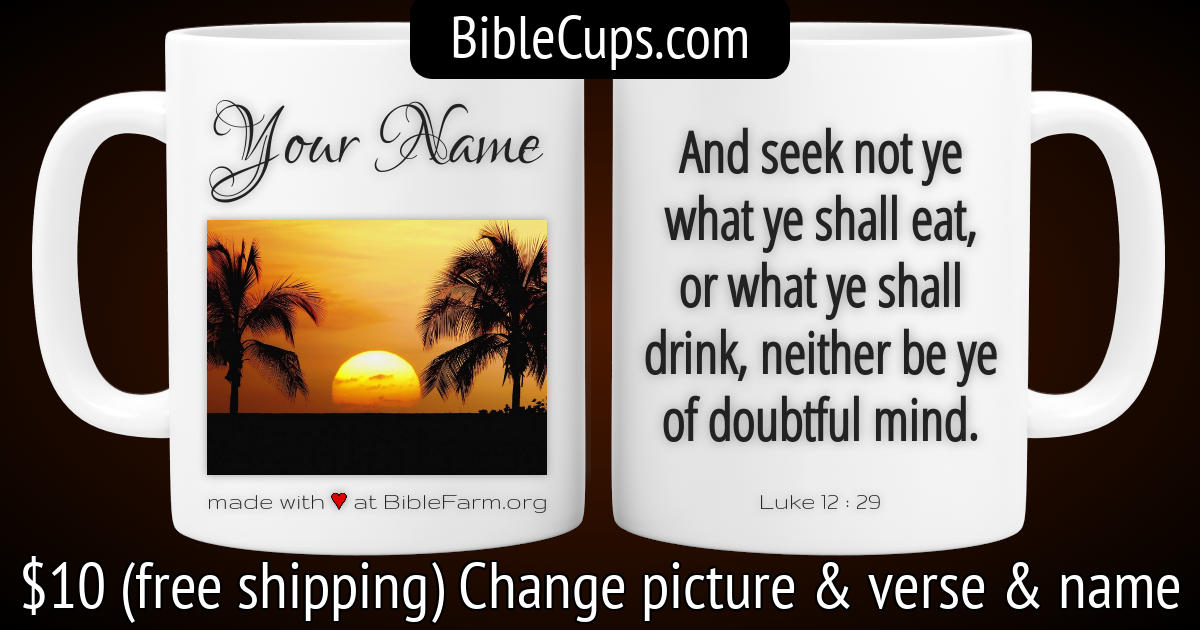 BibleCups.com
Your Name
made with ♥ at BibleFarm.org
And seek not ye
what ye shall eat,
or what ye shall
drink, neither be ye
of doubtful mind.
Luke 12 : 29
$10 (free shipping) Change picture & verse & name